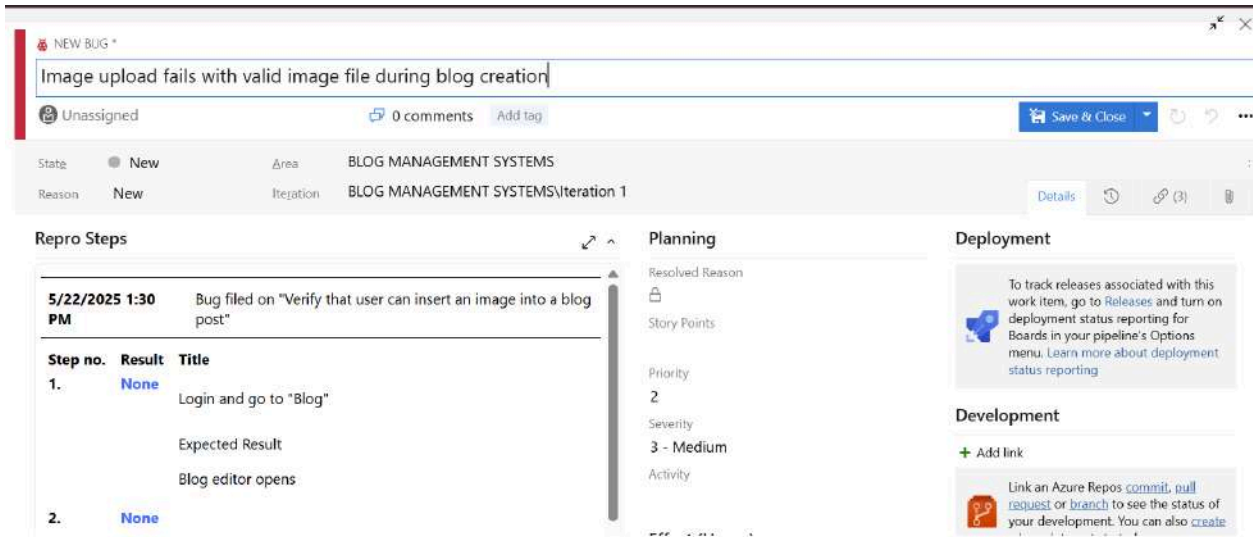 NEW BUG *
Image upload fails with valid image file during blog creation
Unassigned
0 comments Add tag
Save & Close
State New Area BLOG MANAGEMENT SYSTEMS
Reason New Iteration BLOG MANAGEMENT SYSTEMS\Iteration 1
Details (3)
Repro Steps
5/22/2025 1:30 Bug filed on "Verify that user can insert an image into a blog
PM post"
Step no. Result Title
1. None
Login and go to "Blog"
Expected Result
Blog editor opens
2. None
Planning
Resolved Reason
Story Points
Priority
2
Severity
3 - Medium
Activity
Deployment
To track releases associated with this
work item, go to Releases and turn on
deployment status reporting for
Boards in your pipeline's Options
menu. Learn more about deployment
status reporting
Development
+ Add link
Link an Azure Repos commit, pull
request or branch to see the status of
your development. You can also create